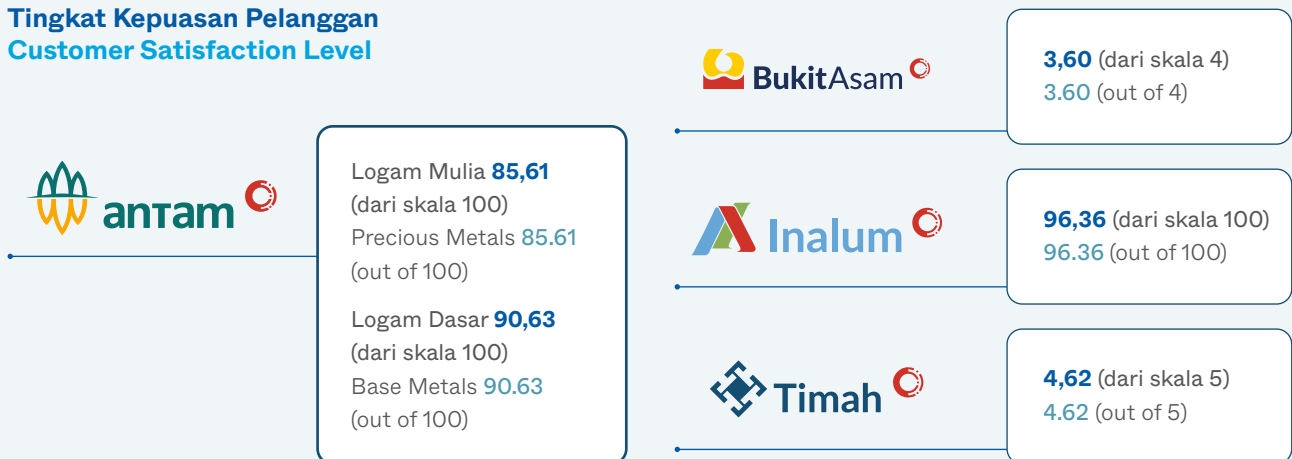 Tingkat Kepuasan Pelanggan
Customer Satisfaction Level
antam
Logam Mulia 85,61
(dari skala 100)
Precious Metals 85.61
(out of 100)
Logam Dasar 90,63
(dari skala 100)
Base Metals 90.63
(out of 100)
BukitAsam
3,60 (dari skala 4)
3.60 (out of 4)
Inalum
96,36 (dari skala 100)
96.36 (out of 100)
Timah
4,62 (dari skala 5)
4.62 (out of 5)